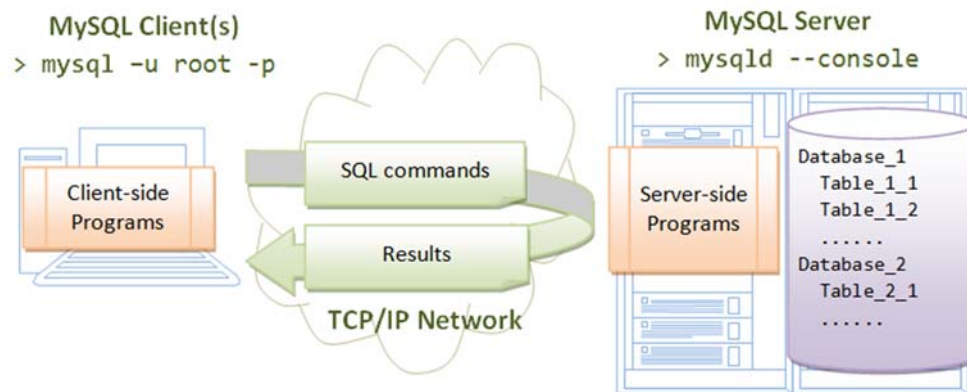 MySQL Client(s)
> mysql –u root -p
MySQL Server
> mysqld --console
Client-side
Programs
SQL commands
Results
TCP/IP Network
Server-side
Programs
Database_1
Table_1_1
Table_1_2
......
Database_2
Table_2_1
......